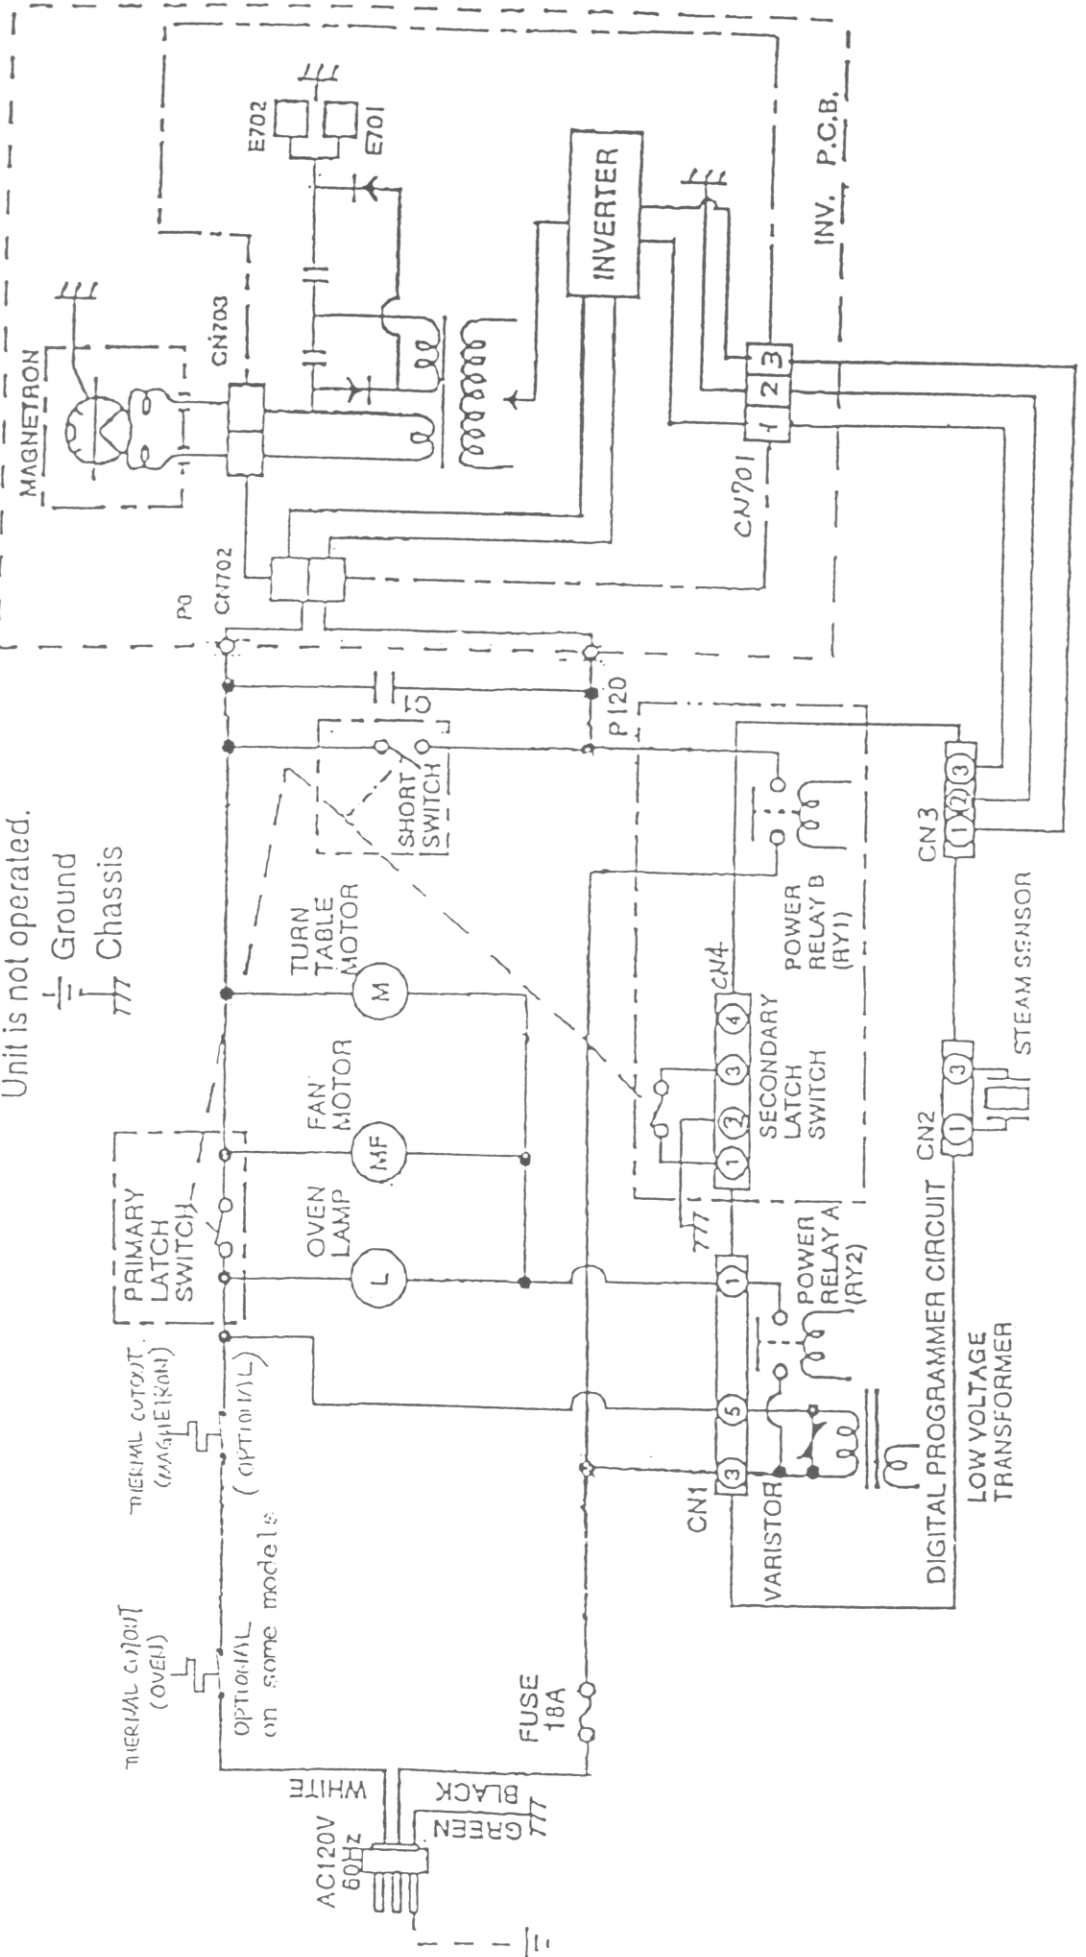 Unit is not operated.
Ground
Chassis
AC120V
60Hz
WHITE
BLACK
GREEN
THERMAL CUTOUT
(OVEN)
OPTIONAL
on some models
THERMAL CUTOUT
(MAGNETRON)
(OPTIONAL)
PRIMARY
LATCH
SWITCH
OVEN
LAMP
L
FAN
MOTOR
MF
TURN
TABLE
MOTOR
M
SHORT
SWITCH
FUSE
18A
P0
P120
CN702
CN703
MAGNETRON
E702
E701
INVERTER
INV. P.C.B.
CN701
1 2 3
CN1
3 5 1
VARISTOR
POWER
RELAY A
(RY2)
LOW VOLTAGE
TRANSFORMER
DIGITAL PROGRAMMER CIRCUIT
CN4
1 2 3 4
SECONDARY
LATCH
SWITCH
POWER
RELAY B
(RY1)
CN2
1 3
STEAM SENSOR
CN3
1 2 3